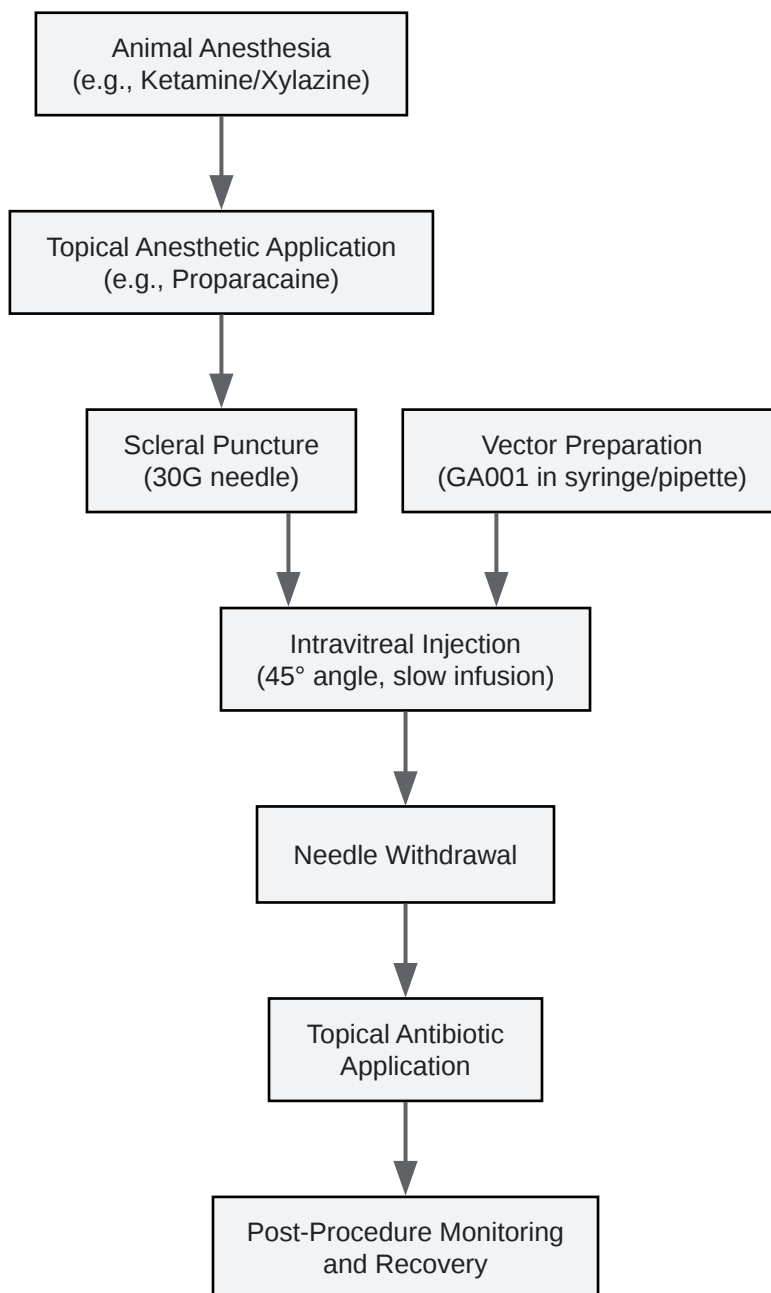 Animal Anesthesia
(e.g., Ketamine/Xylazine)
Topical Anesthetic Application
(e.g., Proparacaine)
Scleral Puncture
(30G needle)
Vector Preparation
(GA001 in syringe/pipette)
Intravitreal Injection
(45° angle, slow infusion)
Needle Withdrawal
Topical Antibiotic
Application
Post-Procedure Monitoring
and Recovery